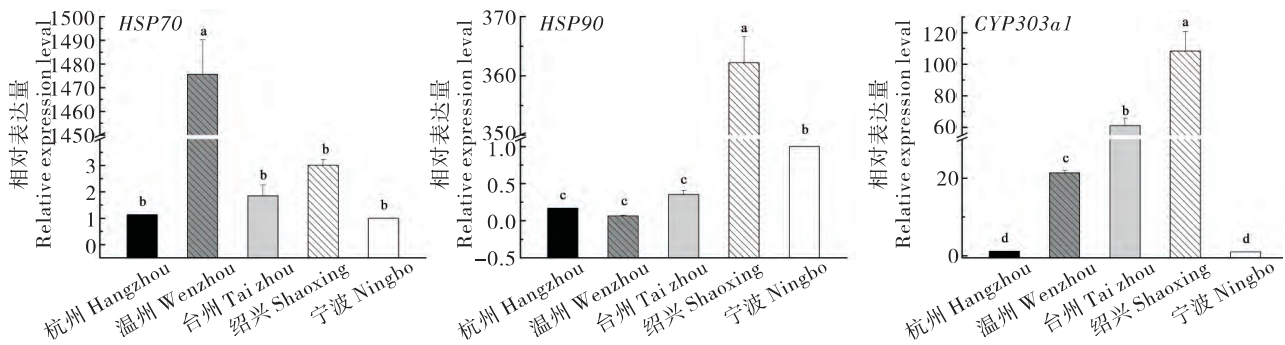 HSP70
相对表达量
Relative expression leval
1500
1490
1480
1470
1460
1450
3
2
1
0
a
b
b
b
b
杭州 Hangzhou
温州 Wenzhou
台州 Tai zhou
绍兴 Shaoxing
宁波 Ningbo
HSP90
相对表达量
Relative expression level
370
360
350
1.0
0.5
0.0
−0.5
c
c
c
a
b
杭州 Hangzhou
温州 Wenzhou
台州 Tai zhou
绍兴 Shaoxing
宁波 Ningbo
CYP303a1
相对表达量
Relative expression leval
120
100
80
60
20
0
d
c
b
a
d
杭州 Hangzhou
温州 Wenzhou
台州 Tai zhou
绍兴 Shaoxing
宁波 Ningbo